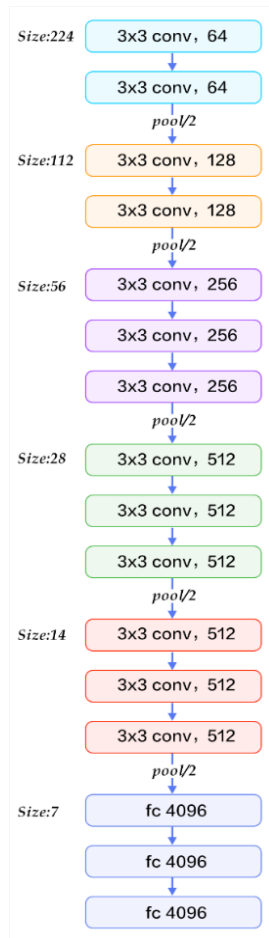 Size:224 3x3 conv, 64
3x3 conv, 64
pool/2
Size:112 3x3 conv, 128
3x3 conv, 128
pool/2
Size:56 3x3 conv, 256
3x3 conv, 256
3x3 conv, 256
pool/2
Size:28 3x3 conv, 512
3x3 conv, 512
3x3 conv, 512
pool/2
Size:14 3x3 conv, 512
3x3 conv, 512
3x3 conv, 512
pool/2
Size:7 fc 4096
fc 4096
fc 4096